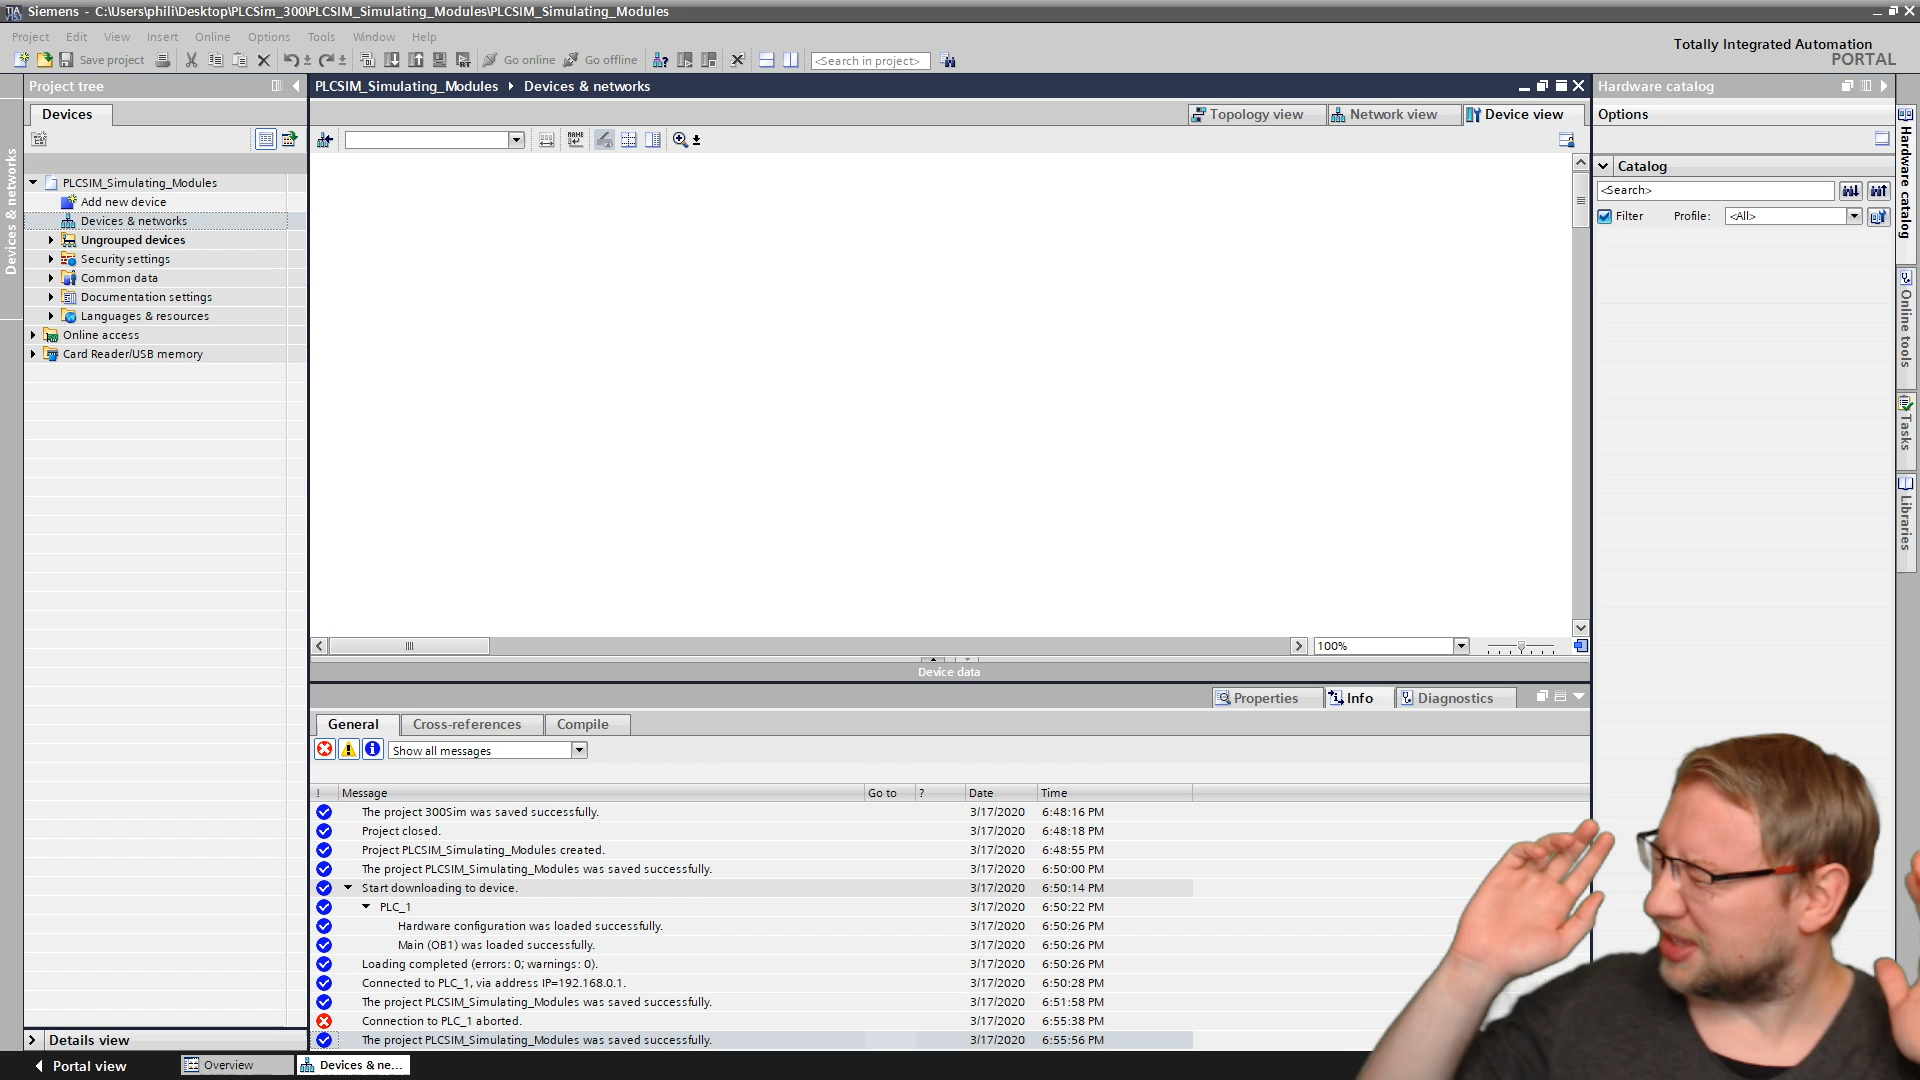 Siemens - C:\Users\phili\Desktop\PLCSim_300\PLCSIM_Simulating_Modules\PLCSIM_Simulating_Modules
Project Edit View Insert Online Options Tools Window Help
Totally Integrated Automation
PORTAL
Save project Go online Go offline <Search in project>
Project tree
PLCSIM_Simulating_Modules Devices & networks
Hardware catalog
Devices
Topology view Network view Device view
Options
Devices & networks
PLCSIM_Simulating_Modules
Add new device
Devices & networks
Ungrouped devices
Security settings
Common data
Documentation settings
Languages & resources
Online access
Card Reader/USB memory
Catalog
<Search>
Filter Profile: <All>
Hardware catalog
Online tools
Tasks
Libraries
100%
Device data
Properties Info Diagnostics
General Cross-references Compile
Show all messages
! Message Go to ? Date Time
The project 300Sim was saved successfully. 3/17/2020 6:48:16 PM
Project closed. 3/17/2020 6:48:18 PM
Project PLCSIM_Simulating_Modules created. 3/17/2020 6:48:55 PM
The project PLCSIM_Simulating_Modules was saved successfully. 3/17/2020 6:50:00 PM
Start downloading to device. 3/17/2020 6:50:14 PM
PLC_1 3/17/2020 6:50:22 PM
Hardware configuration was loaded successfully. 3/17/2020 6:50:26 PM
Main (OB1) was loaded successfully. 3/17/2020 6:50:26 PM
Loading completed (errors: 0; warnings: 0). 3/17/2020 6:50:26 PM
Connected to PLC_1, via address IP=192.168.0.1. 3/17/2020 6:50:28 PM
The project PLCSIM_Simulating_Modules was saved successfully. 3/17/2020 6:51:58 PM
Connection to PLC_1 aborted. 3/17/2020 6:55:38 PM
The project PLCSIM_Simulating_Modules was saved successfully. 3/17/2020 6:55:56 PM
Details view
Portal view Overview Devices & ne...